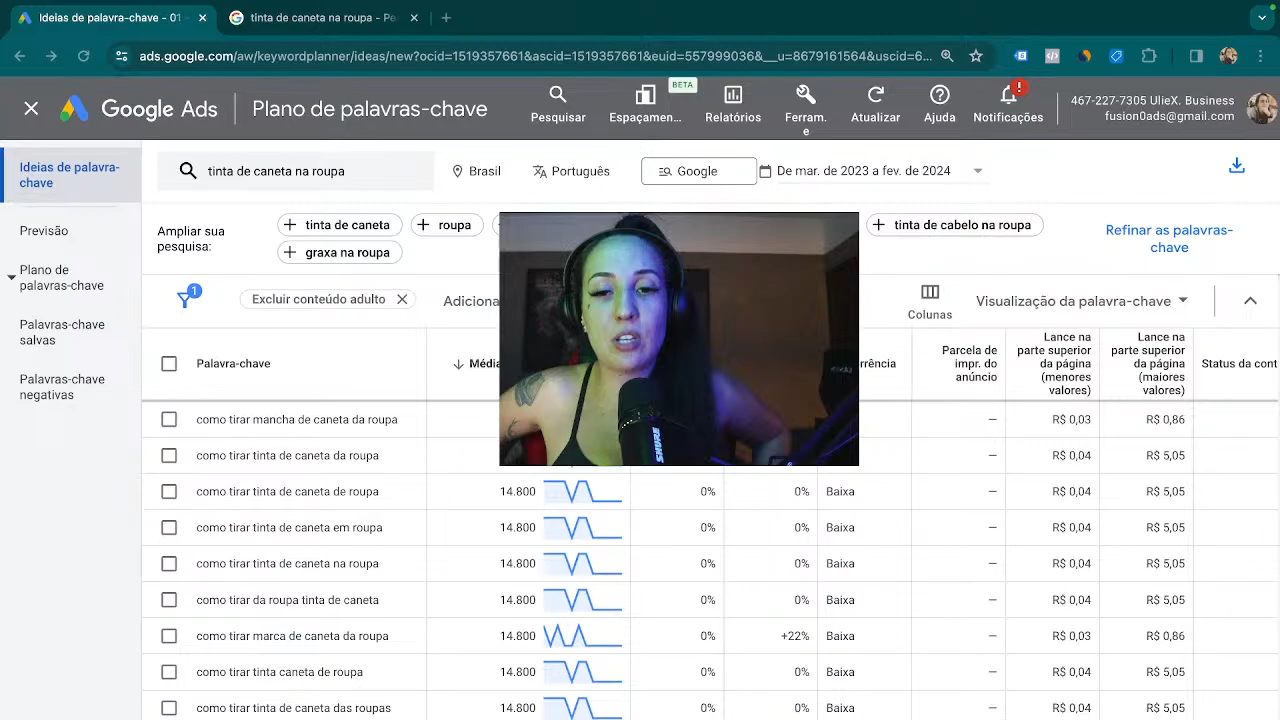 Ideias de palavra-chave - 01
tinta de caneta na roupa - Pe
ads.google.com/aw/keywordplanner/ideas/new?ocid=1519357661&ascid=1519357661&euid=557999036&__u=8679161564&uscid=6...
Google Ads
Plano de palavras-chave
Pesquisar
Espaçamen...
BETA
Relatórios
Ferram.
e
Atualizar
Ajuda
Notificações
467-227-7305 UlieX. Business
fusion0ads@gmail.com
Ideias de palavra-
chave
Previsão
Plano de
palavras-chave
Palavras-chave
salvas
Palavras-chave
negativas
tinta de caneta na roupa
Brasil
Português
Google
De mar. de 2023 a fev. de 2024
Ampliar sua
pesquisa:
tinta de caneta
roupa
tinta de cabelo na roupa
graxa na roupa
Refinar as palavras-
chave
1
Excluir conteúdo adulto
Adiciona
Colunas
Visualização da palavra-chave
Palavra-chave
Média
rrência
Parcela de
impr. do
anúncio
Lance na
parte superior
da página
(menores
valores)
Lance na
parte superior
da página
(maiores
valores)
Status da cont
como tirar mancha de caneta da roupa – R$ 0,03 R$ 0,86
como tirar tinta de caneta da roupa – R$ 0,04 R$ 5,05
como tirar tinta de caneta de roupa 14.800 0% 0% Baixa – R$ 0,04 R$ 5,05
como tirar tinta de caneta em roupa 14.800 0% 0% Baixa – R$ 0,04 R$ 5,05
como tirar tinta de caneta na roupa 14.800 0% 0% Baixa – R$ 0,04 R$ 5,05
como tirar da roupa tinta de caneta 14.800 0% 0% Baixa – R$ 0,04 R$ 5,05
como tirar marca de caneta da roupa 14.800 0% +22% Baixa – R$ 0,03 R$ 0,86
como tirar tinta caneta de roupa 14.800 0% 0% Baixa – R$ 0,04 R$ 5,05
como tirar tinta de caneta das roupas 14.800 0% 0% Baixa – R$ 0,04 R$ 5,05
SHURE